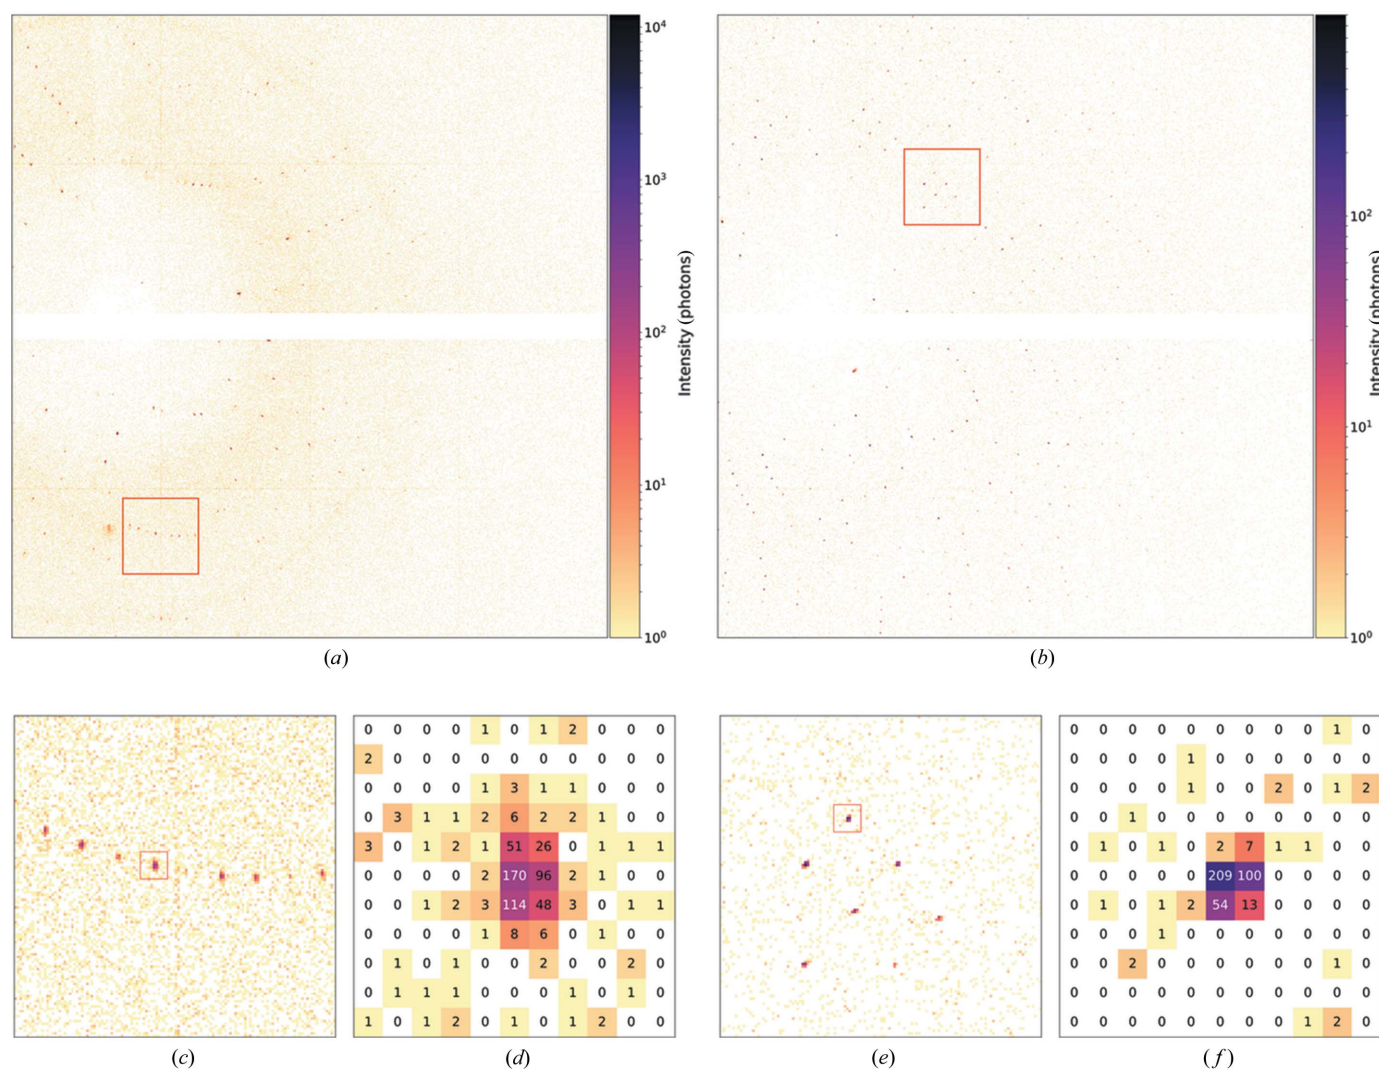 10⁴
10³
10²
10¹
10⁰
Intensity (photons)
10²
10¹
10⁰
Intensity (photons)
(a)
(b)
0 0 0 0 1 0 1 2 0 0 0
2 0 0 0 0 0 0 0 0 0 0
0 0 0 0 1 3 1 1 0 0 0
0 3 1 1 2 6 2 2 1 0 0
3 0 1 2 1 51 26 0 1 1 1
0 0 0 0 2 170 96 2 1 0 0
0 0 1 2 3 114 48 3 0 1 1
0 0 0 0 1 8 6 0 1 0 0
0 1 0 1 0 0 2 0 0 2 0
0 1 1 1 0 0 0 1 0 1 0
1 0 1 2 0 1 0 1 2 0 0
0 0 0 0 0 0 0 0 0 1 0
0 0 0 0 1 0 0 0 0 0 0
0 0 0 0 1 0 0 2 0 1 2
0 0 1 0 0 0 0 0 0 0 0
0 1 0 1 0 2 7 1 1 0 0
0 0 0 0 0 209 100 0 0 0 0
0 1 0 1 2 54 13 0 0 1 0
0 0 0 1 0 0 0 0 0 0 0
0 0 2 0 0 0 0 0 0 1 0
0 0 0 0 0 0 0 0 0 0 0
0 0 0 0 0 0 0 0 1 2 0
(c)
(d)
(e)
(f)